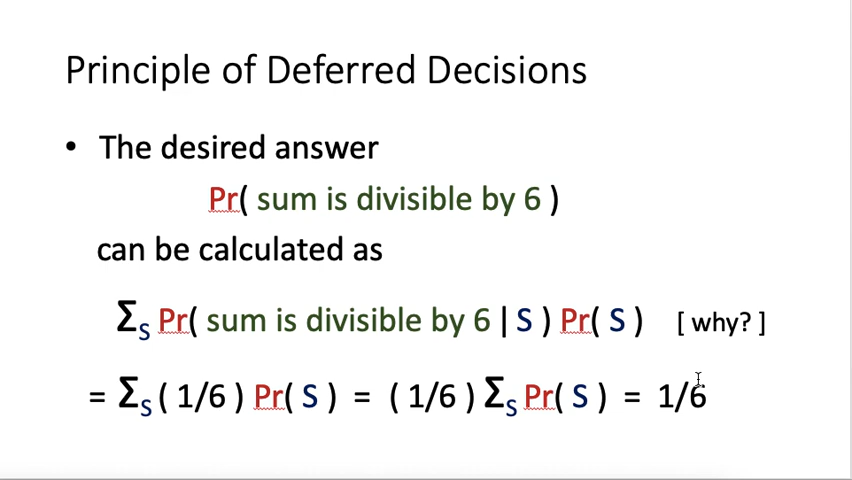 Principle of Deferred Decisions
• The desired answer
Pr( sum is divisible by 6 )
can be calculated as
Σ_S Pr( sum is divisible by 6 | S ) Pr( S ) [ why? ]
= Σ_S ( 1/6 ) Pr( S ) = ( 1/6 ) Σ_S Pr( S ) = 1/6